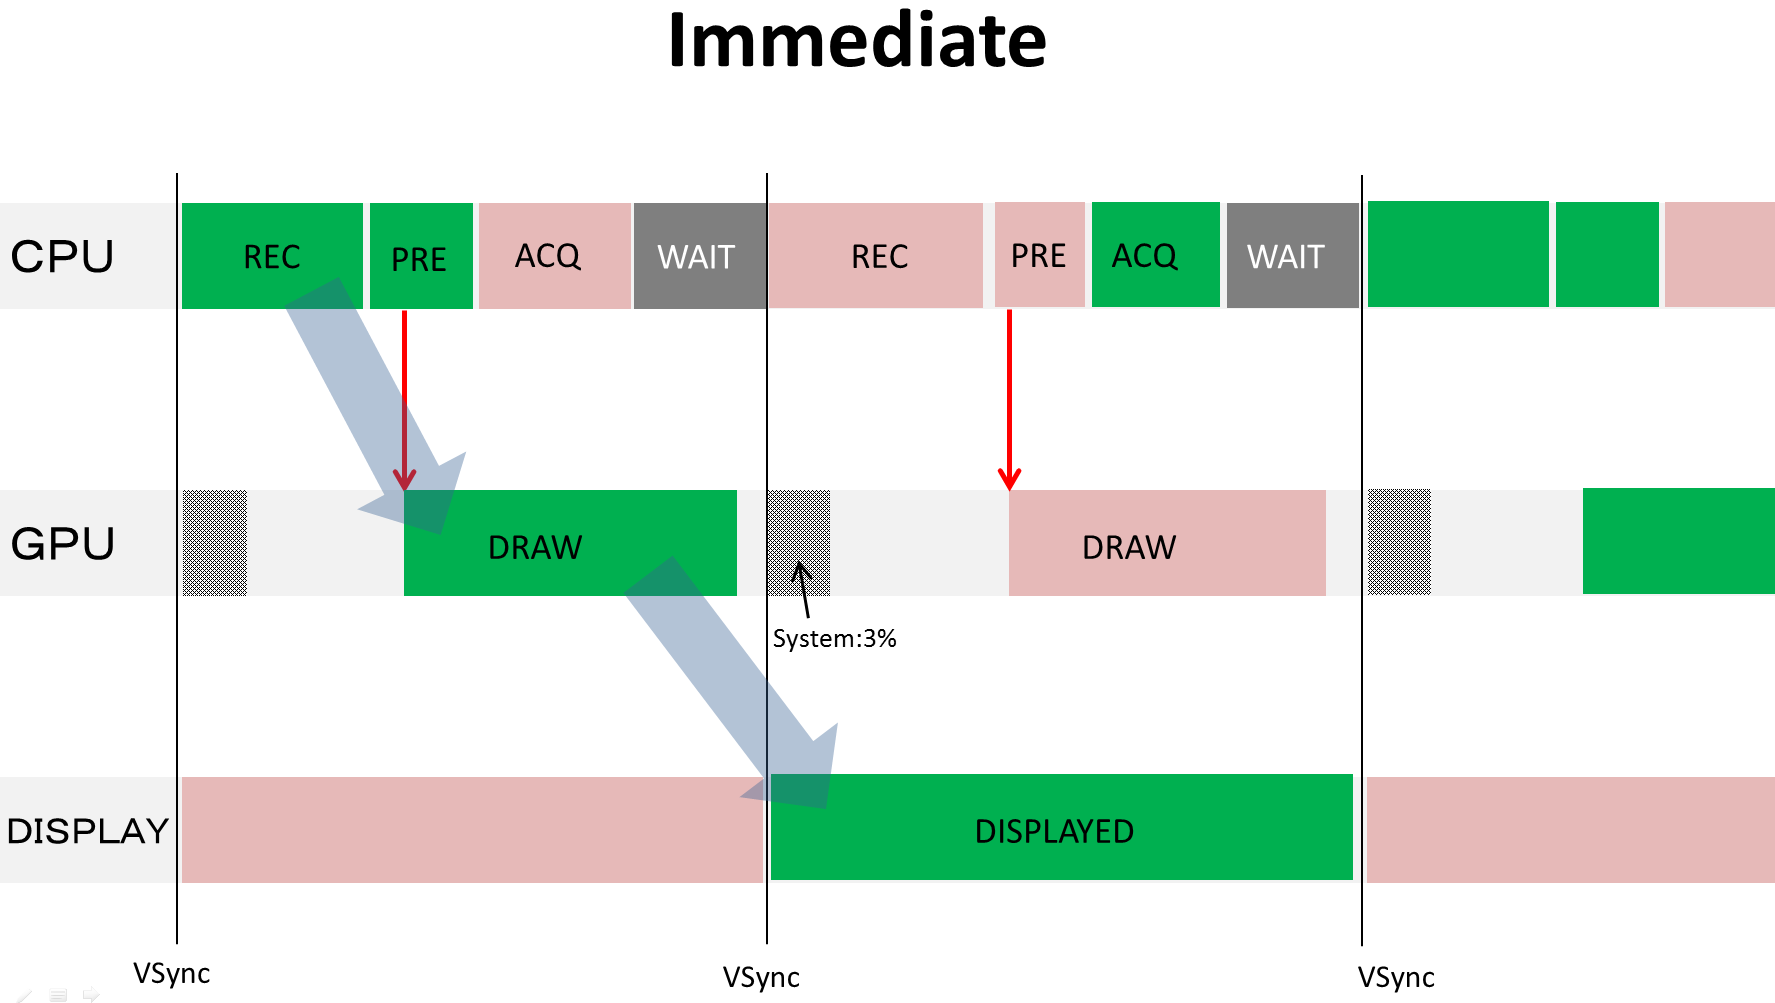 Immediate
CPU
REC
PRE
ACQ
WAIT
REC
PRE
ACQ
WAIT
GPU
DRAW
DRAW
System:3%
DISPLAY
DISPLAYED
VSync
VSync
VSync